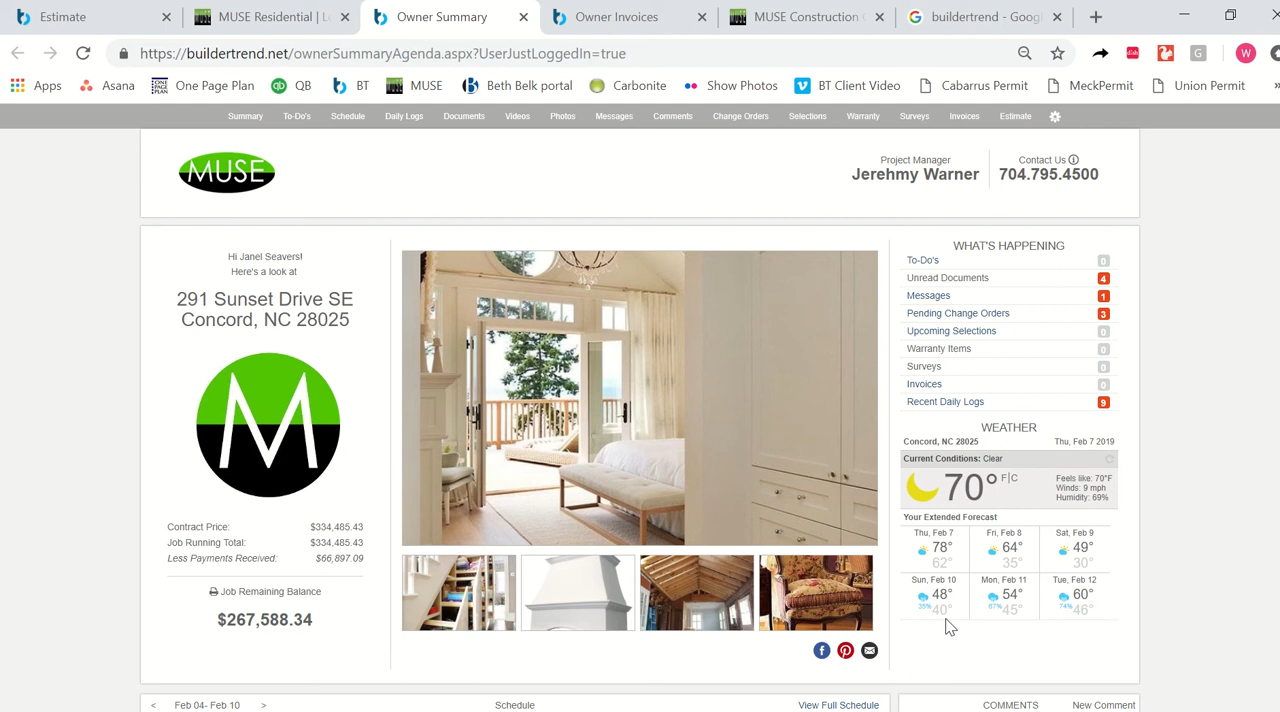 Estimate
MUSE Residential | Lo
Owner Summary
Owner Invoices
MUSE Construction C
buildertrend - Googl
https://buildertrend.net/ownerSummaryAgenda.aspx?UserJustLoggedIn=true
dish
G
W
Apps
Asana
ONE PAGE PLAN
One Page Plan
QB
BT
MUSE
Beth Belk portal
Carbonite
Show Photos
BT Client Video
Cabarrus Permit
MeckPermit
Union Permit
Summary
To-Do's
Schedule
Daily Logs
Documents
Videos
Photos
Messages
Comments
Change Orders
Selections
Warranty
Surveys
Invoices
Estimate
MUSE
Project Manager
Jerehmy Warner
Contact Us
704.795.4500
Hi Janel Seavers!
Here's a look at
291 Sunset Drive SE
Concord, NC 28025
M
Contract Price: $334,485.43
Job Running Total: $334,485.43
Less Payments Received: $66,897.09
Job Remaining Balance
$267,588.34
WHAT'S HAPPENING
To-Do's 0
Unread Documents 4
Messages 1
Pending Change Orders 3
Upcoming Selections 0
Warranty Items 0
Surveys 0
Invoices 0
Recent Daily Logs 9
WEATHER
Concord, NC 28025 Thu, Feb 7 2019
Current Conditions: Clear
70° F|C
Feels like: 70°F
Winds: 9 mph
Humidity: 69%
Your Extended Forecast
Thu, Feb 7 Fri, Feb 8 Sat, Feb 9
78° 64° 49°
62° 35° 30°
Sun, Feb 10 Mon, Feb 11 Tue, Feb 12
48° 54° 60°
35% 40° 67% 45° 74% 46°
< Feb 04- Feb 10 > Schedule View Full Schedule
COMMENTS New Comment